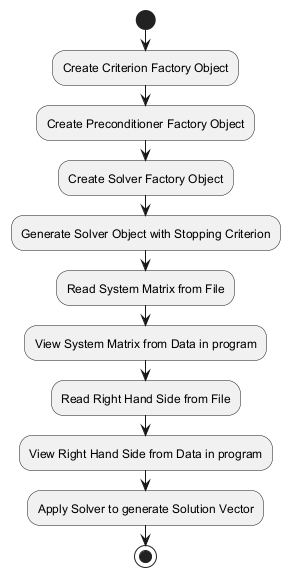 Create Criterion Factory Object
Create Preconditioner Factory Object
Create Solver Factory Object
Generate Solver Object with Stopping Criterion
Read System Matrix from File
View System Matrix from Data in program
Read Right Hand Side from File
View Right Hand Side from Data in program
Apply Solver to generate Solution Vector